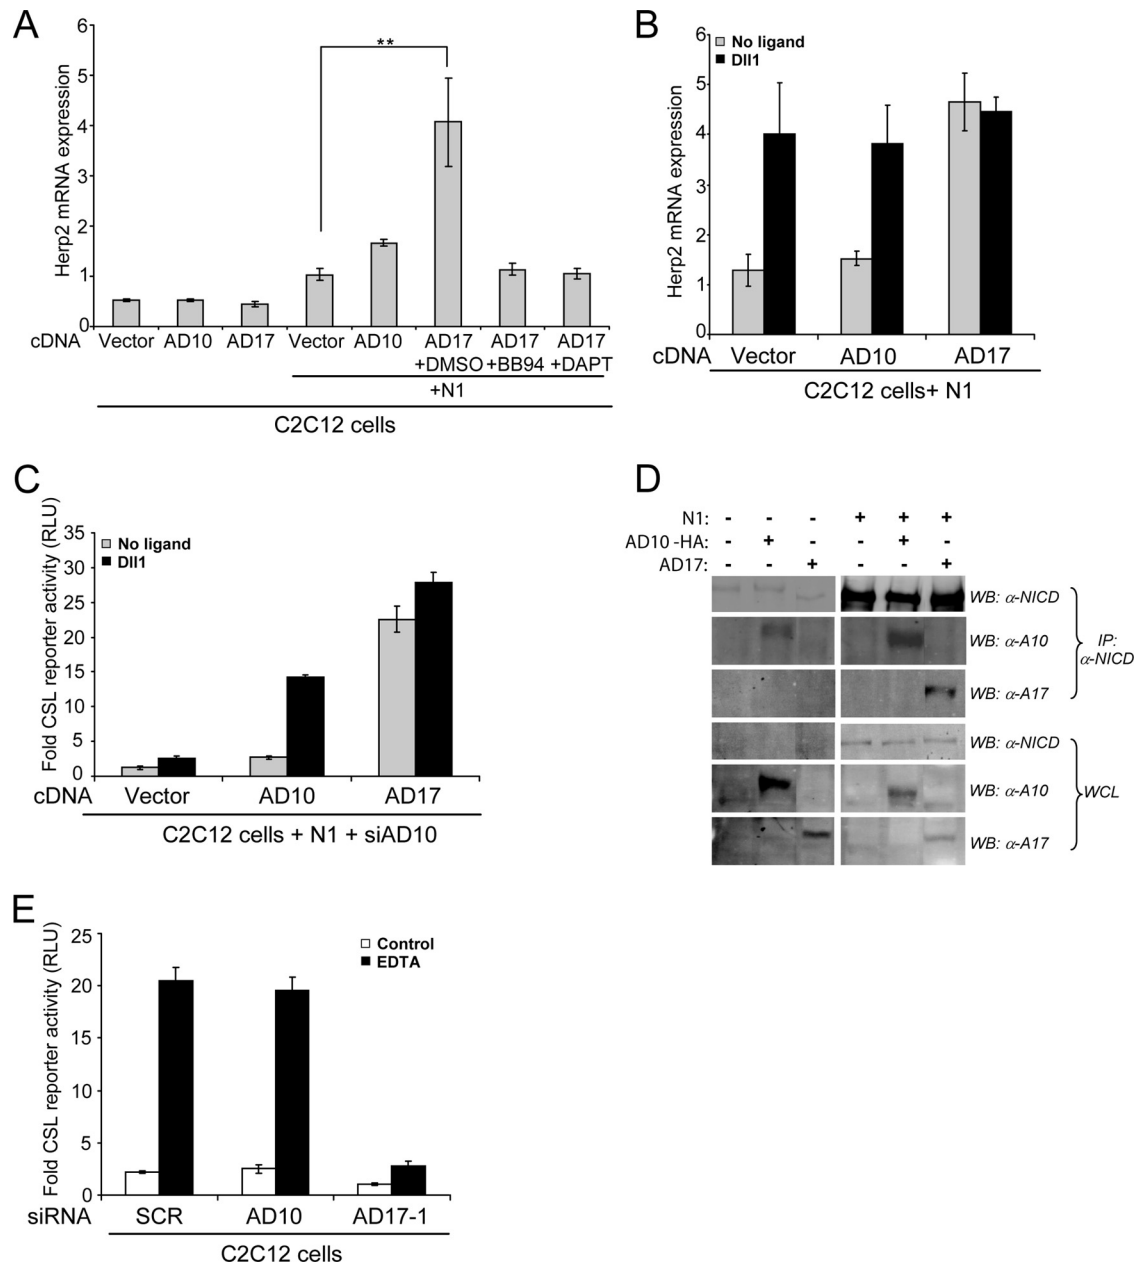 A
Herp2 mRNA expression
6
5
4
3
2
1
0
**
cDNA Vector AD10 AD17 Vector AD10 AD17 AD17 AD17
+DMSO +BB94 +DAPT
+N1
C2C12 cells
B
Herp2 mRNA expression
6
5
4
3
2
1
0
No ligand
Dll1
cDNA Vector AD10 AD17
C2C12 cells+ N1
C
Fold CSL reporter activity (RLU)
35
30
25
20
15
10
5
0
No ligand
Dll1
cDNA Vector AD10 AD17
C2C12 cells + N1 + siAD10
D
N1: - - - + + +
AD10 -HA: - + - - + -
AD17: - - + - - +
WB: α-NICD
WB: α-A10
WB: α-A17
IP:
α-NICD
WB: α-NICD
WB: α-A10
WB: α-A17
WCL
E
Fold CSL reporter activity (RLU)
25
20
15
10
5
0
Control
EDTA
siRNA SCR AD10 AD17-1
C2C12 cells